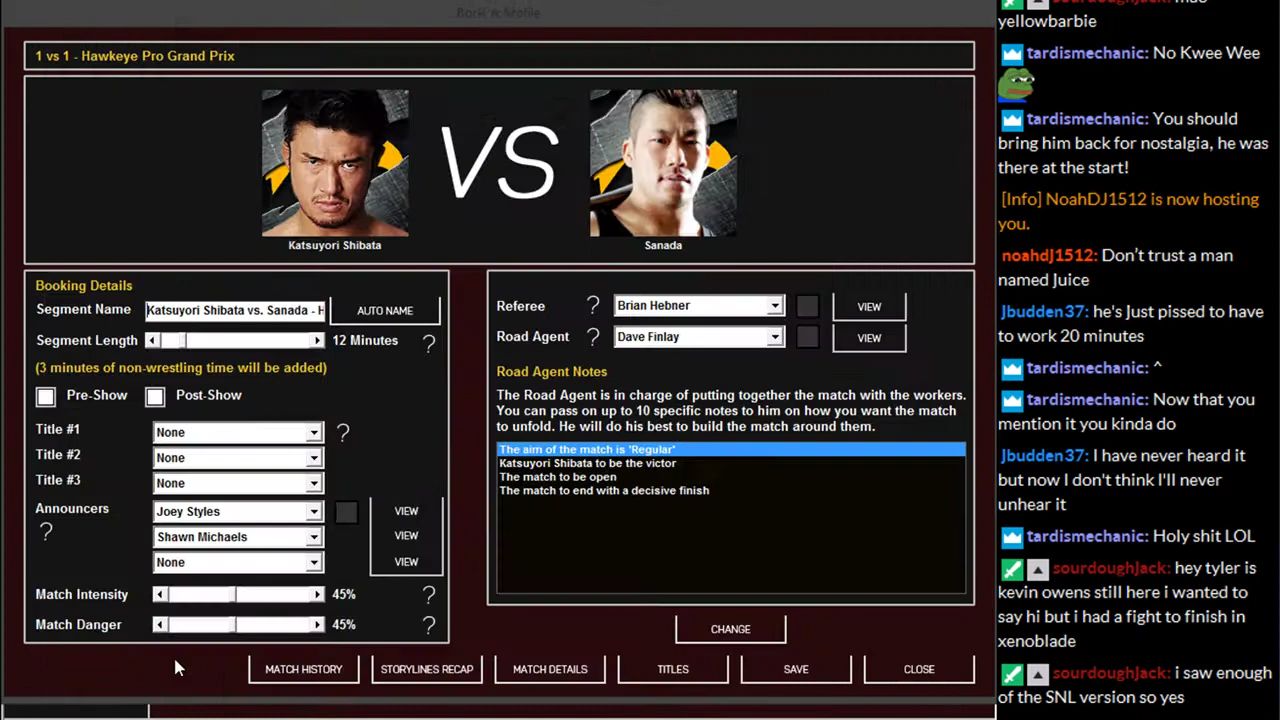 1 vs 1 - Hawkeye Pro Grand Prix
VS
Katsuyori Shibata
Sanada
Booking Details
Segment Name
Katsuyori Shibata vs. Sanada - H
AUTO NAME
Segment Length
12 Minutes
?
(3 minutes of non-wrestling time will be added)
Pre-Show
Post-Show
Title #1
None
?
Title #2
None
Title #3
None
Announcers
Joey Styles
VIEW
?
Shawn Michaels
VIEW
None
VIEW
Match Intensity
45%
?
Match Danger
45%
?
Referee
?
Brian Hebner
VIEW
Road Agent
?
Dave Finlay
VIEW
Road Agent Notes
The Road Agent is in charge of putting together the match with the workers.
You can pass on up to 10 specific notes to him on how you want the match
to unfold. He will do his best to build the match around them.
The aim of the match is 'Regular'
Katsuyori Shibata to be the victor
The match to be open
The match to end with a decisive finish
CHANGE
MATCH HISTORY
STORYLINES RECAP
MATCH DETAILS
TITLES
SAVE
CLOSE
yellowbarbie
tardismechanic: No Kwee Wee
tardismechanic: You should
bring him back for nostalgia, he was
there at the start!
[Info] NoahDJ1512 is now hosting
you.
noahdJ1512: Don't trust a man
named Juice
Jbudden37: he's Just pissed to have
to work 20 minutes
tardismechanic: ^
tardismechanic: Now that you
mention it you kinda do
Jbudden37: I have never heard it
but now I don't think I'll never
unhear it
tardismechanic: Holy shit LOL
sourdoughJack: hey tyler is
kevin owens still here i wanted to
say hi but i had a fight to finish in
xenoblade
sourdoughJack: i saw enough
of the SNL version so yes